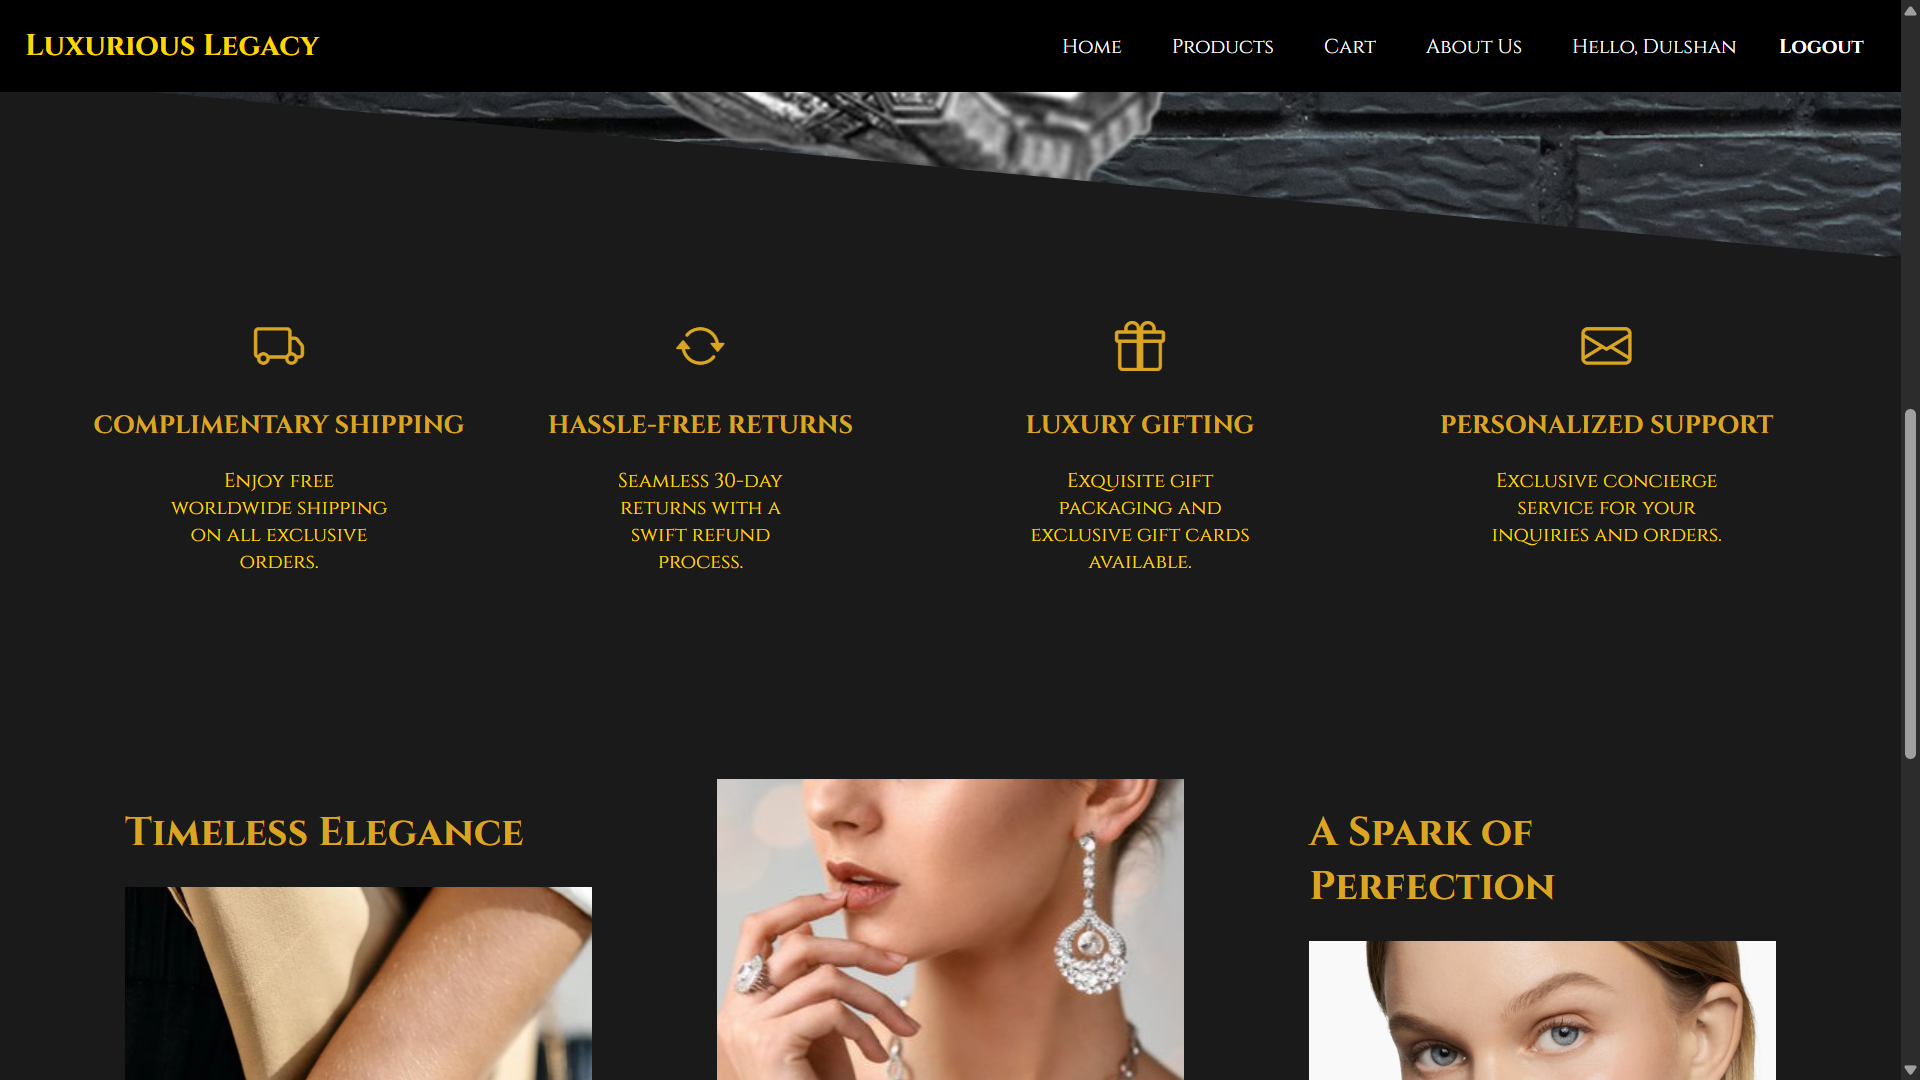 Luxurious Legacy
Home Products Cart About Us Hello, Dulshan Logout
COMPLIMENTARY SHIPPING
Enjoy free
worldwide shipping
on all exclusive
orders.
HASSLE-FREE RETURNS
Seamless 30-day
returns with a
swift refund
process.
LUXURY GIFTING
Exquisite gift
packaging and
exclusive gift cards
available.
PERSONALIZED SUPPORT
Exclusive concierge
service for your
inquiries and orders.
Timeless Elegance
A Spark of
Perfection